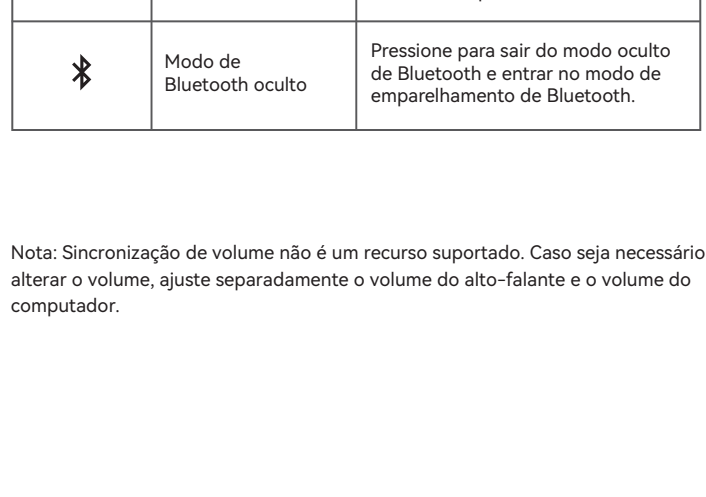 Modo de
Bluetooth oculto
Pressione para sair do modo oculto
de Bluetooth e entrar no modo de
emparelhamento de Bluetooth.
Nota: Sincronização de volume não é um recurso suportado. Caso seja necessário
alterar o volume, ajuste separadamente o volume do alto-falante e o volume do
computador.